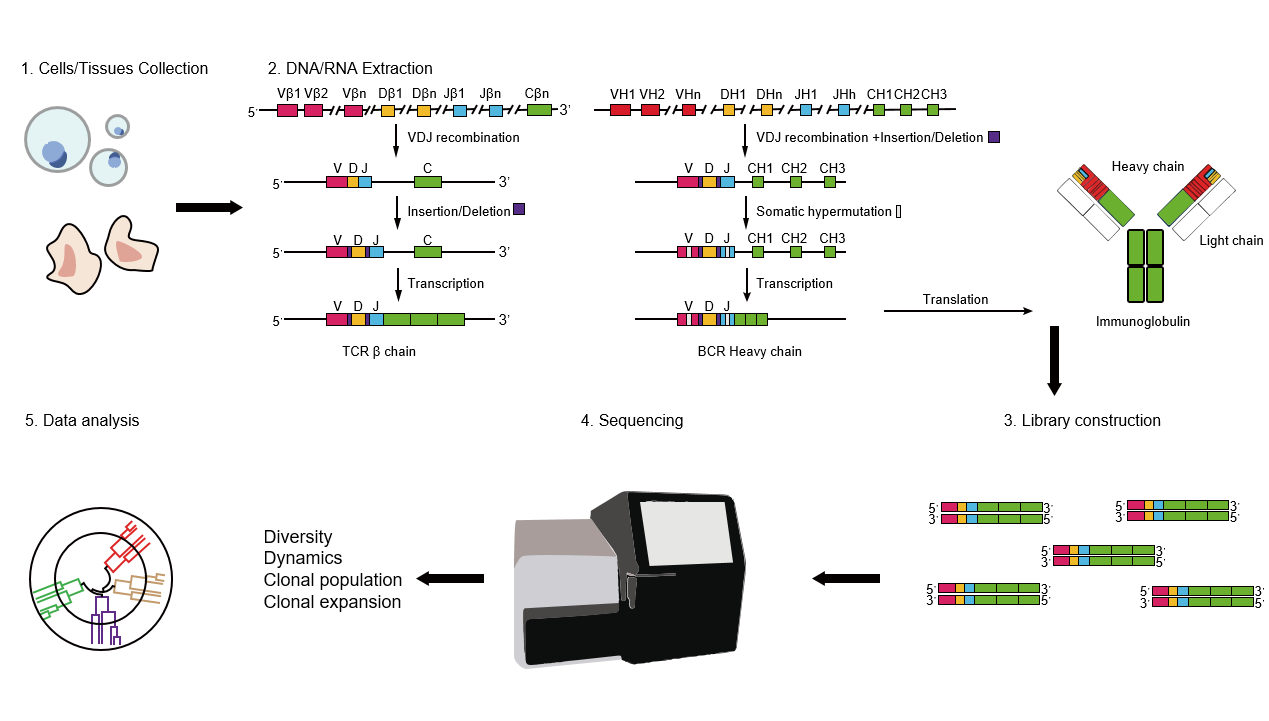 1. Cells/Tissues Collection
2. DNA/RNA Extraction
Vβ1 Vβ2 Vβn Dβ1 Dβn Jβ1 Jβn Cβn
5' 3'
VH1 VH2 VHn DH1 DHn JH1 JHh CH1 CH2 CH3
VDJ recombination
VDJ recombination +Insertion/Deletion
V D J C
5' 3'
V D J CH1 CH2 CH3
Insertion/Deletion
Somatic hypermutation
V D J C
5' 3'
V D J CH1 CH2 CH3
Transcription
Transcription
V D J
5' 3'
V D J
TCR β chain
BCR Heavy chain
Translation
Heavy chain
Light chain
Immunoglobulin
3. Library construction
5' 3'
3' 5'
5' 3'
3' 5'
5' 3'
3' 5'
5' 3'
3' 5'
5' 3'
3' 5'
4. Sequencing
5. Data analysis
Diversity
Dynamics
Clonal population
Clonal expansion